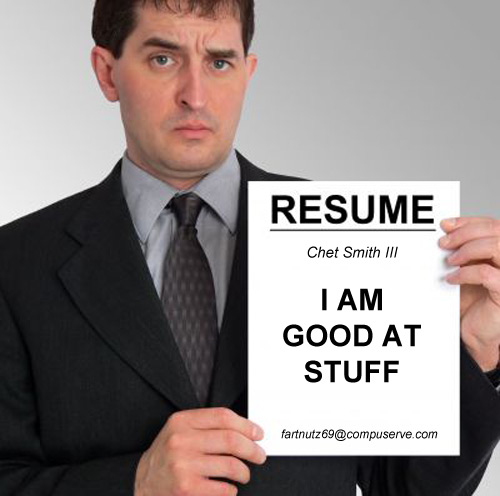 RESUME
Chet Smith III
I AM
GOOD AT
STUFF
fartnutz69@compuserve.com